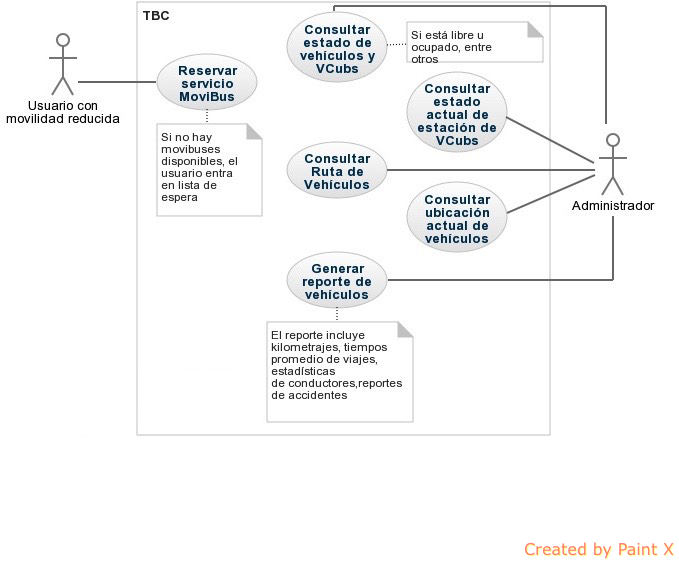 TBC
Consultar
estado de
vehículos y
VCubs
Si está libre u
ocupado, entre
otros
Reservar
servicio
MoviBus
Usuario con
movilidad reducida
Si no hay
movibuses
disponibles, el
usuario entra
en lista de
espera
Consultar
estado
actual de
estación de
VCubs
Consultar
Ruta de
Vehículos
Consultar
ubicación
actual de
vehículos
Administrador
Generar
reporte de
vehículos
El reporte incluye
kilometrajes, tiempos
promedio de viajes,
estadísticas
de conductores,reportes
de accidentes
Created by Paint X